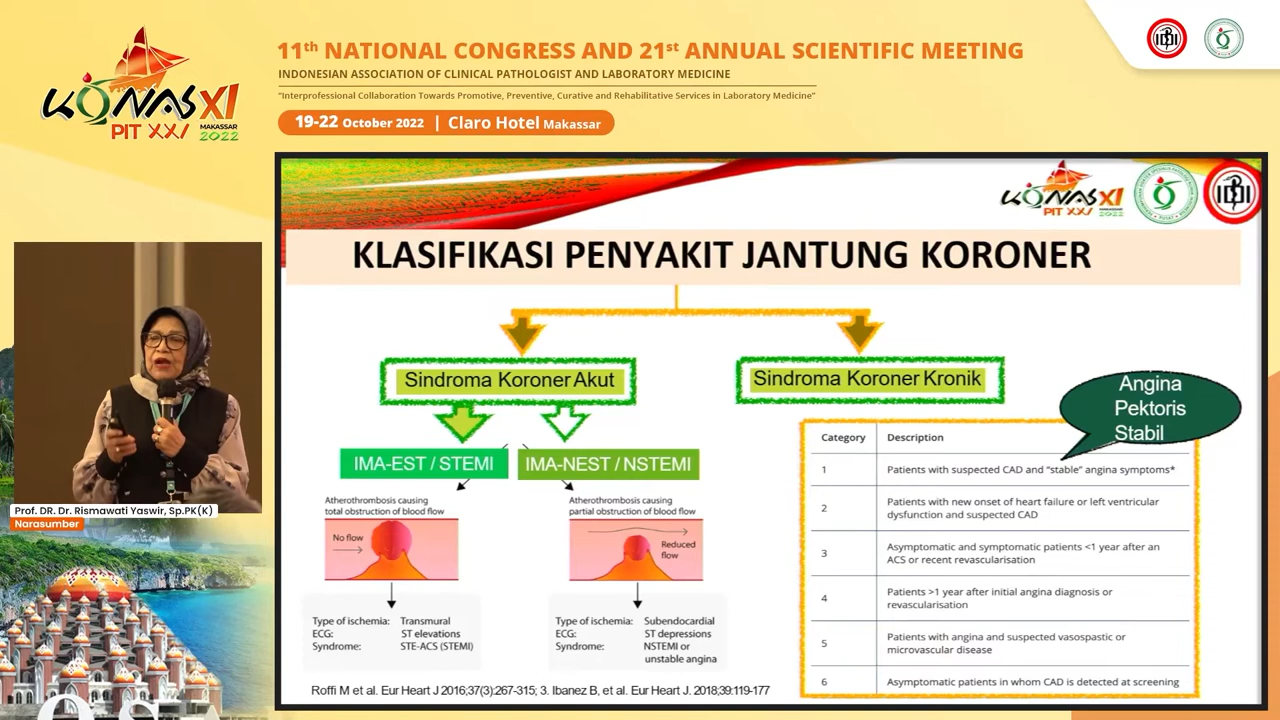 11th NATIONAL CONGRESS AND 21st ANNUAL SCIENTIFIC MEETING
INDONESIAN ASSOCIATION OF CLINICAL PATHOLOGIST AND LABORATORY MEDICINE
"Interprofessional Collaboration Towards Promotive, Preventive, Curative and Rehabilitative Services in Laboratory Medicine"
19-22 October 2022 | Claro Hotel Makassar
KONAS XI
PIT XXI
MAKASSAR
2022
KONAS XI
PIT XXI 2022
KLASIFIKASI PENYAKIT JANTUNG KORONER
Sindroma Koroner Akut
Sindroma Koroner Kronik
Angina
Pektoris
Stabil
IMA-EST / STEMI
IMA-NEST / NSTEMI
Atherothrombosis causing
total obstruction of blood flow
No flow
Type of ischemia: Transmural
ECG: ST elevations
Syndrome: STE-ACS (STEMI)
Atherothrombosis causing
partial obstruction of blood flow
Reduced
flow
Type of ischemia: Subendocardial
ECG: ST depressions
Syndrome: NSTEMI or
unstable angina
Category Description
1 Patients with suspected CAD and “stable” angina symptoms*
2 Patients with new onset of heart failure or left ventricular
dysfunction and suspected CAD
3 Asymptomatic and symptomatic patients <1 year after an
ACS or recent revascularisation
4 Patients >1 year after initial angina diagnosis or
revascularisation
5 Patients with angina and suspected vasospastic or
microvascular disease
6 Asymptomatic patients in whom CAD is detected at screening
Roffi M et al. Eur Heart J 2016;37(3):267-315; 3. Ibanez B, et al. Eur Heart J. 2018;39:119-177
Prof. DR. Dr. Rismawati Yaswir, Sp.PK(K)
Narasumber